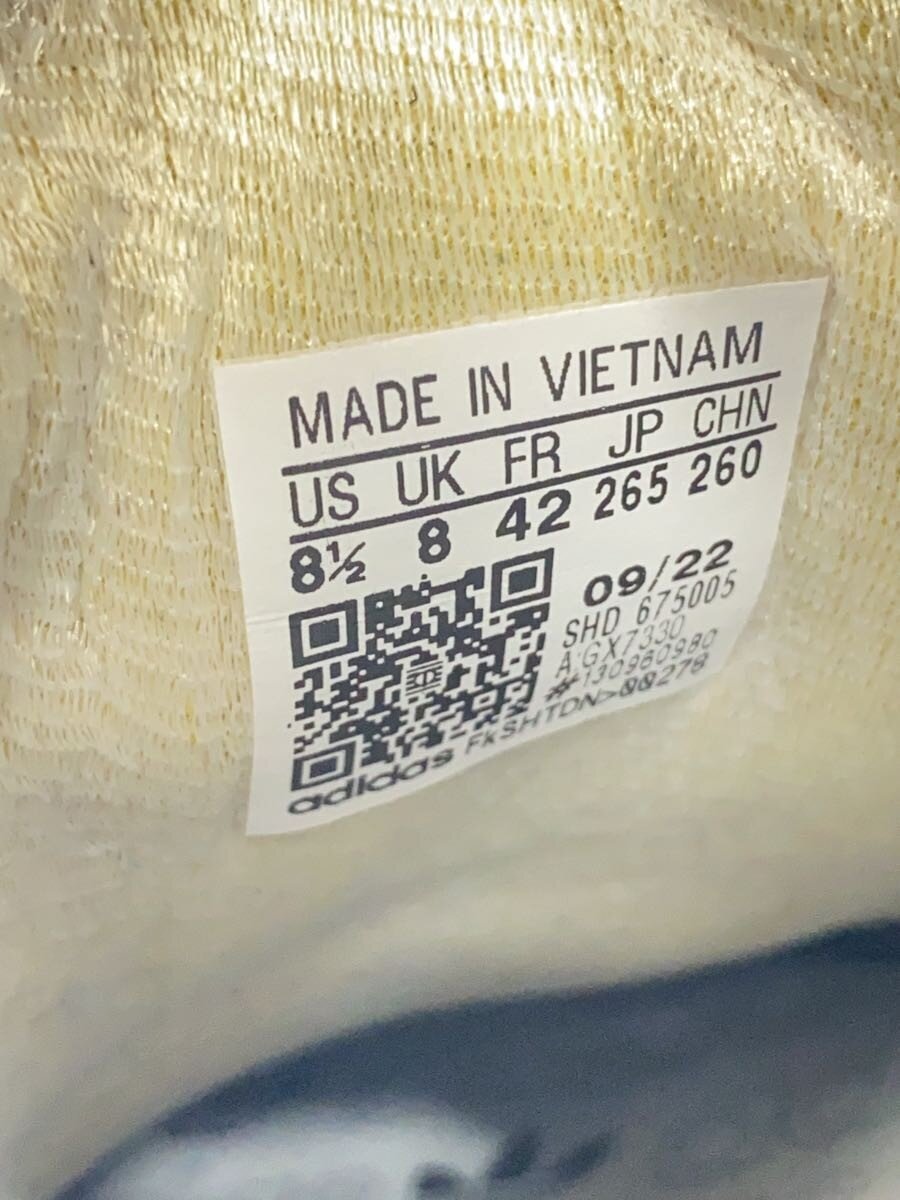 MADE IN VIETNAM
US UK FR JP CHN
8½ 8 42 265 260
09/22
SHD 675005
A:GX7330
#130960980
adidas FkSHTDN>00278